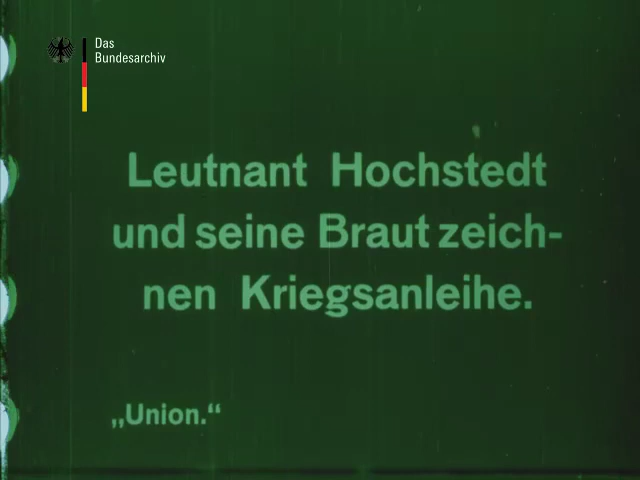 Das
Bundesarchiv
Leutnant Hochstedt
und seine Braut zeich-
nen Kriegsanleihe.
„Union.“